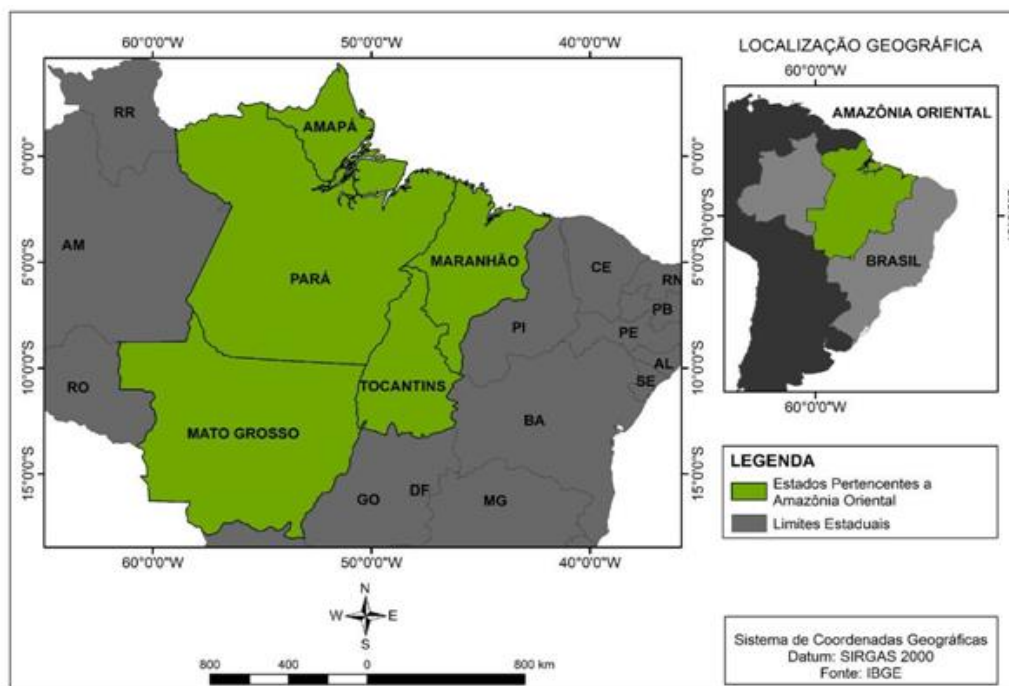 60°0'0"W 50°0'0"W 40°0'0"W
RR
AMAPÁ
0°0'0"
0°0'0"
AM
PARÁ
MARANHÃO
CE
RN
PB
PI
PE
AL
SE
5°0'0"S
5°0'0"S
RO
TOCANTINS
BA
10°0'0"S
10°0'0"S
MATO GROSSO
GO
DF
MG
15°0'0"S
15°0'0"S
60°0'0"W 50°0'0"W 40°0'0"W
N
W E
S
800 400 0 800 km
LOCALIZAÇÃO GEOGRÁFICA
60°0'0"W
AMAZÔNIA ORIENTAL
10°0'0"S
BRASIL
60°0'0"W
LEGENDA
Estados Pertencentes a
Amazônia Oriental
Limites Estaduais
Sistema de Coordenadas Geográficas
Datum: SIRGAS 2000
Fonte: IBGE